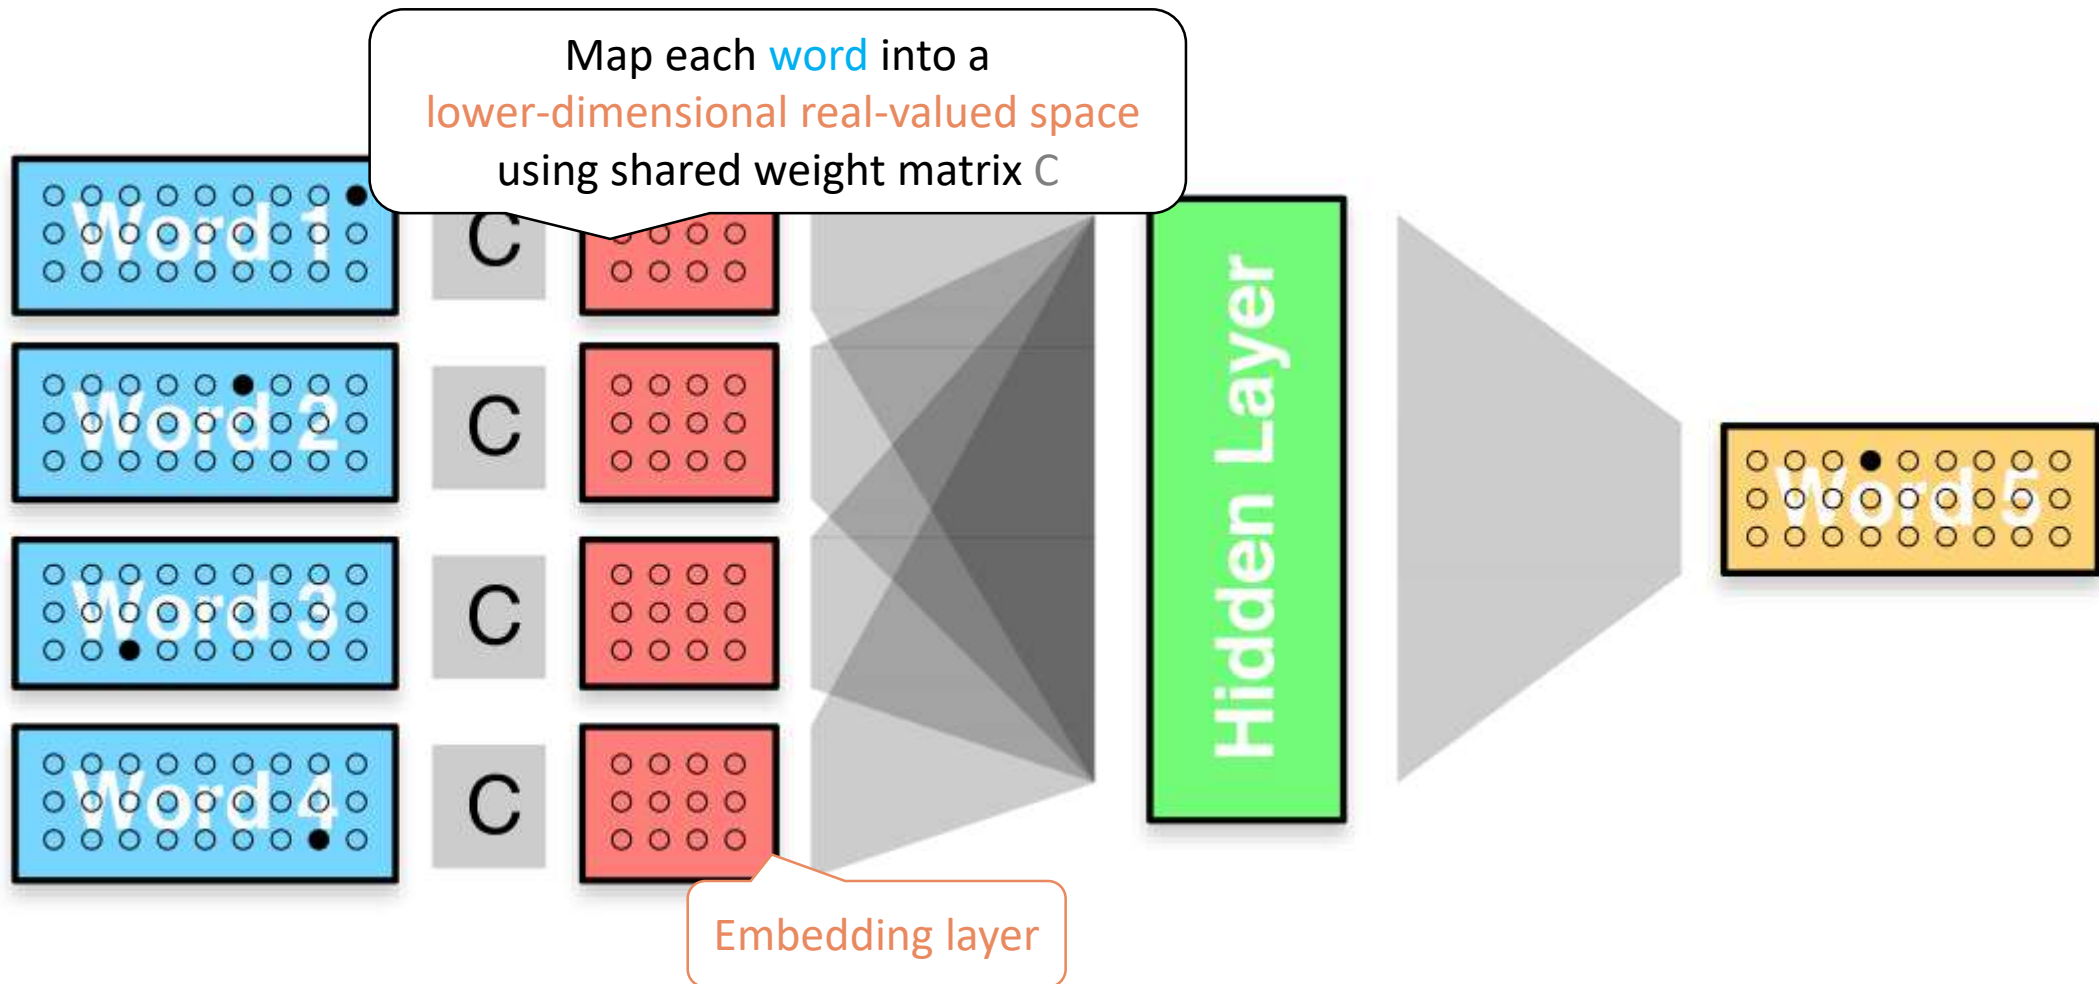 Map each word into a
lower-dimensional real-valued space
using shared weight matrix C
Word 1
C
Word 2
C
Word 3
C
Word 4
C
Hidden Layer
Word 5
Embedding layer